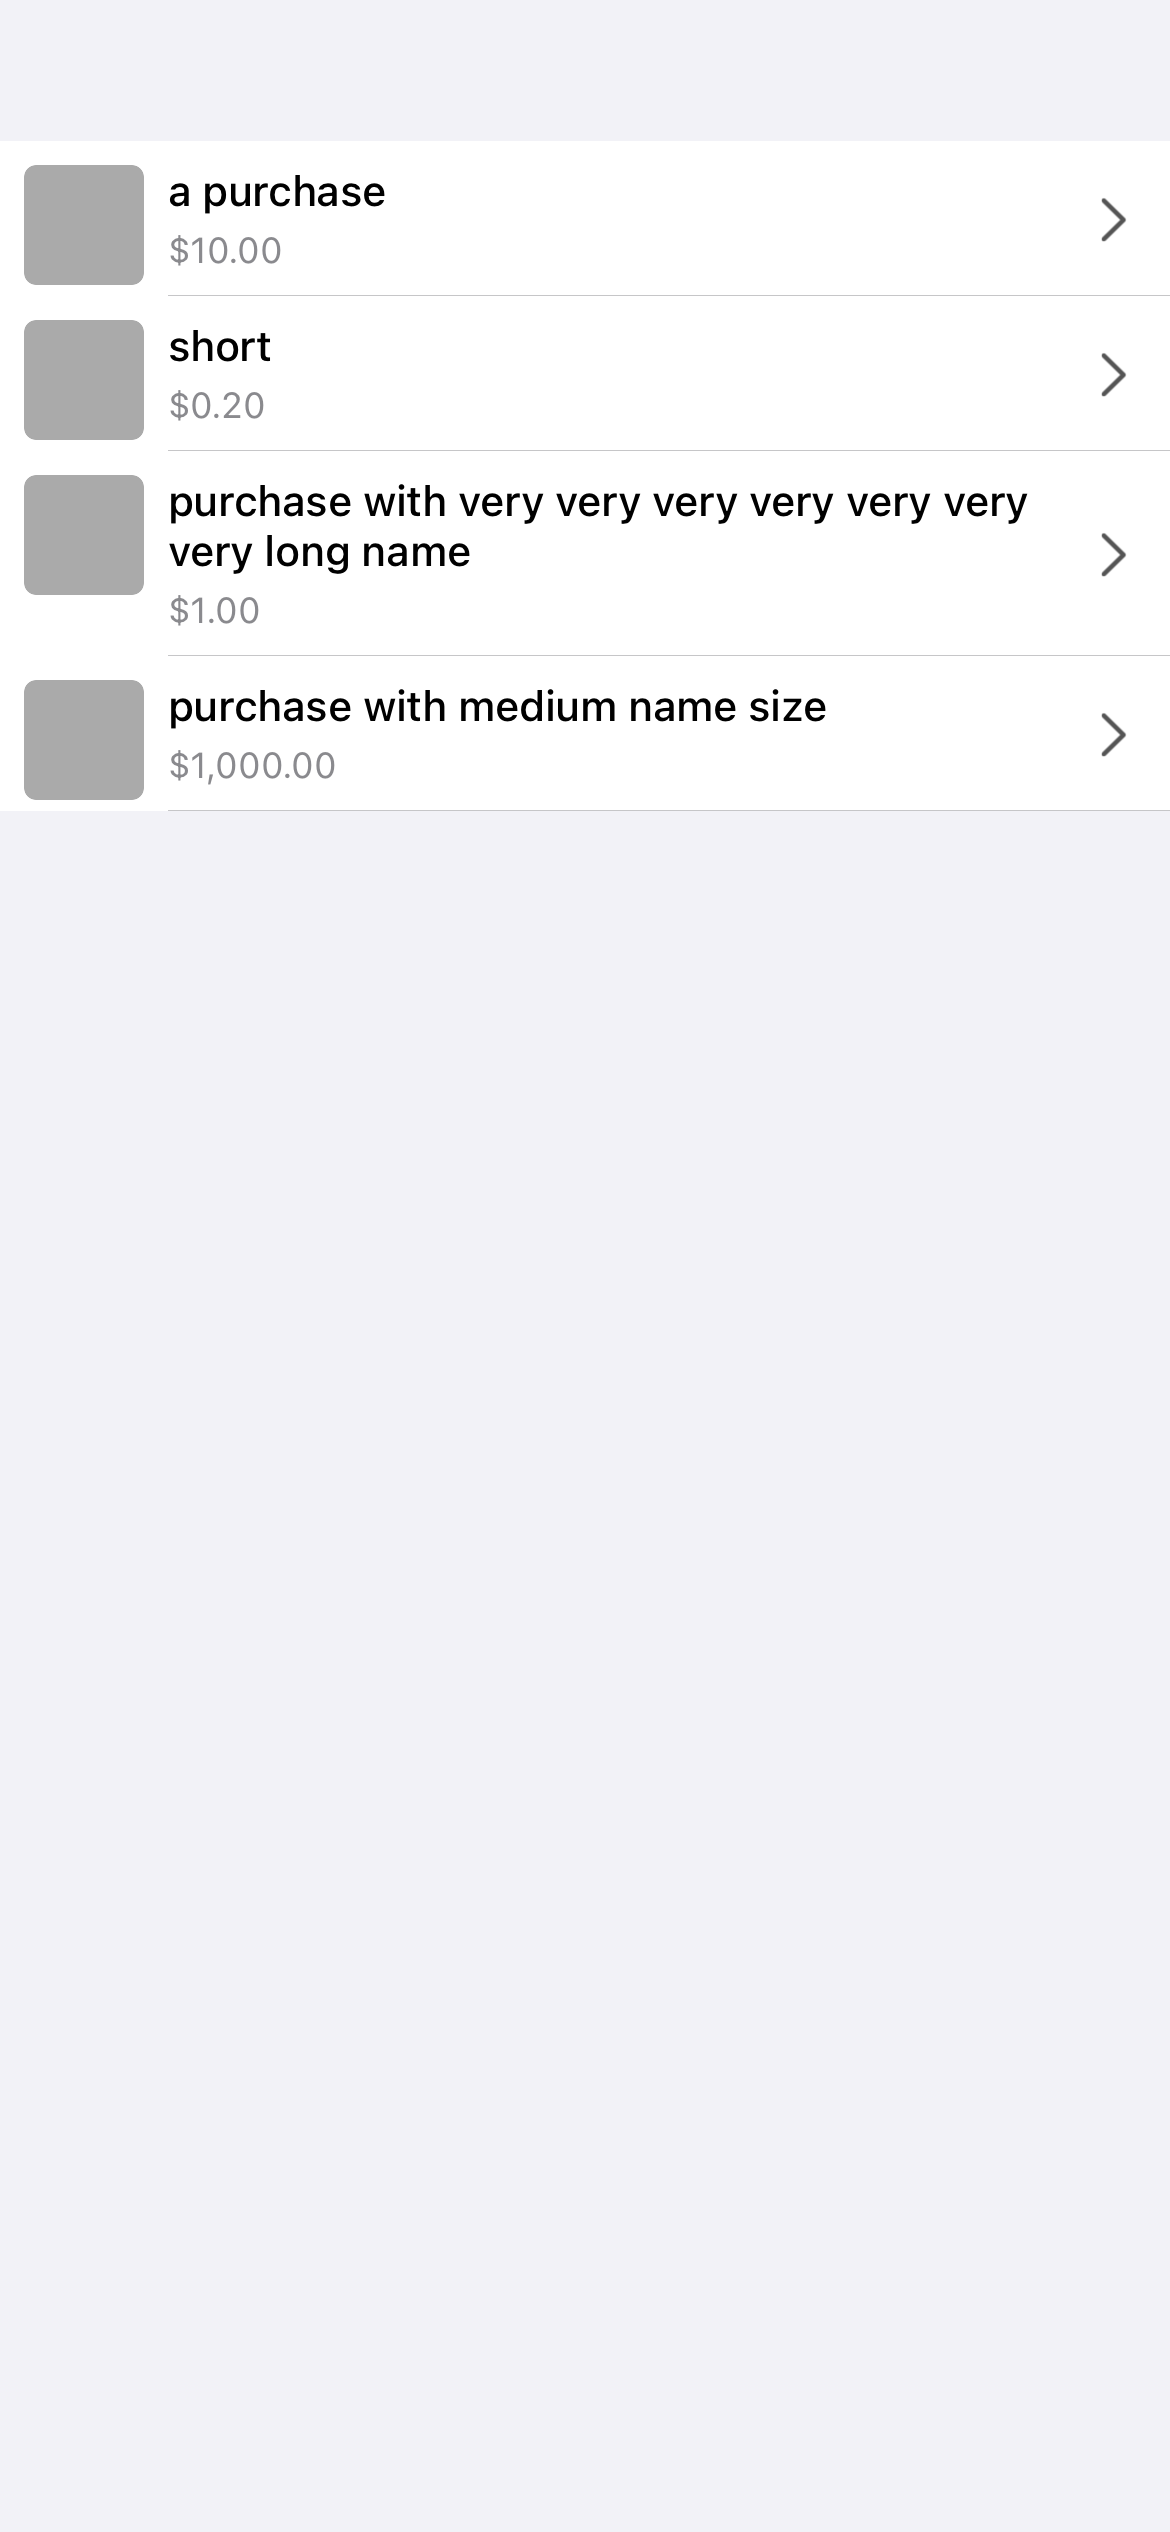 a purchase
$10.00
short
$0.20
purchase with very very very very very very
very long name
$1.00
purchase with medium name size
$1,000.00